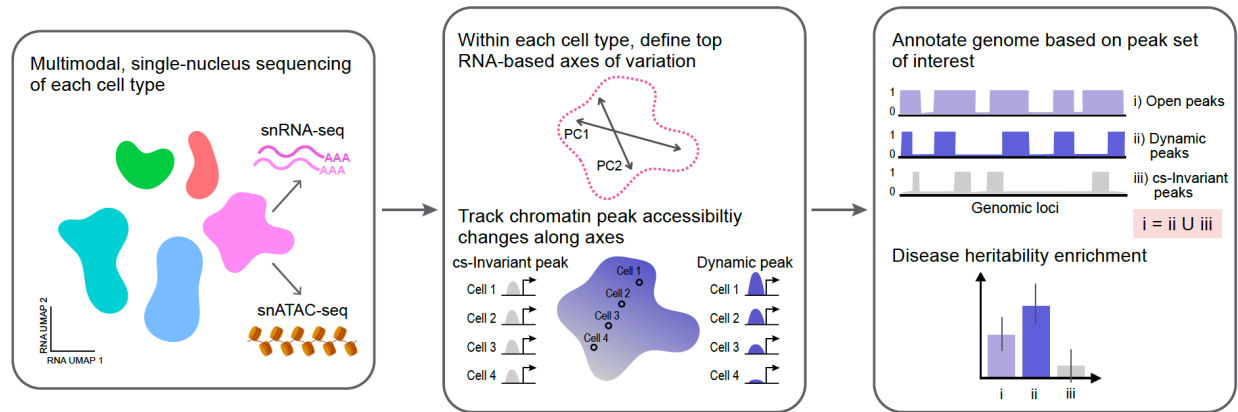 Multimodal, single-nucleus sequencing
of each cell type
snRNA-seq
AAA
AAA
snATAC-seq
RNA UMAP 2
RNA UMAP 1
Within each cell type, define top
RNA-based axes of variation
PC1
PC2
Track chromatin peak accessibiltiy
changes along axes
cs-Invariant peak
Cell 1
Cell 2
Cell 3
Cell 4
Cell 1
Cell 2
Cell 3
Cell 4
Dynamic peak
Cell 1
Cell 2
Cell 3
Cell 4
Annotate genome based on peak set
of interest
1
0
i) Open peaks
1
0
ii) Dynamic
peaks
1
0
iii) cs-Invariant
peaks
Genomic loci
i = ii U iii
Disease heritability enrichment
i
ii
iii